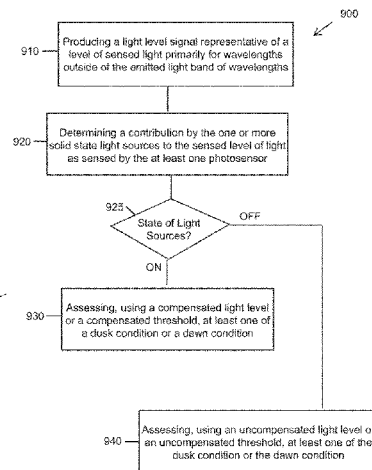 900
910
Producing a light level signal representative of a
level of sensed light primarily for wavelengths
outside of the emitted light band of wavelengths
920
Determining a contribution by the one or more
solid state light sources to the sensed level of light
as sensed by the at least one photosensor
925
State of Light
Sources?
OFF
ON
930
Assessing, using a compensated light level
or a compensated threshold, at least one of
a dusk condition or a dawn condition
940
Assessing, using an uncompensated light level o
an uncompensated threshold, at least one of the
dusk condition or the dawn condition